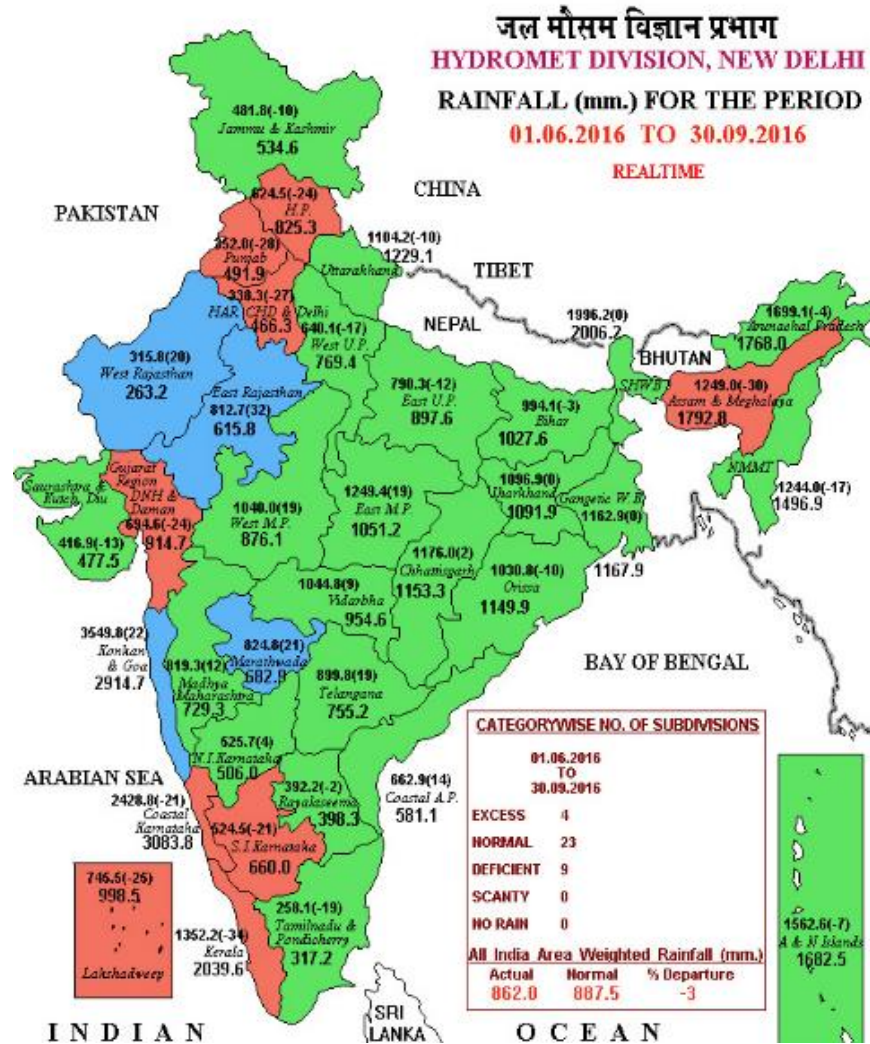 जल मौसम विज्ञान प्रभाग
HYDROMET DIVISION, NEW DELHI
RAINFALL (mm.) FOR THE PERIOD
01.06.2016 TO 30.09.2016
REALTIME
481.8(-10)
Jammu & Kashmir
534.6
CHINA
PAKISTAN
624.5(-24)
H.P.
825.3
352.0(-28)
Punjab
491.9
1104.2(-10)
1229.1
Uttarakhand
TIBET
338.3(-27)
HAR CHD & Delhi
466.3
NEPAL
640.1(-17)
West U.P.
769.4
1996.2(0)
2006.2
BHUTAN
SHWB
1699.1(-4)
Arunachal Pradesh
1768.0
1249.0(-30)
Assam & Meghalaya
1792.8
315.8(20)
West Rajasthan
263.2
East Rajasthan
812.7(32)
615.8
790.3(-12)
East U.P.
897.6
994.1(-3)
Bihar
1027.6
NMMT
1244.0(-17)
1496.9
Gujarat
Region
DNH &
Daman
694.6(-24)
914.7
Saurashtra &
Kutch, Diu
416.9(-13)
477.5
1040.0(19)
West M.P.
876.1
1249.4(19)
East M.P.
1051.2
1096.9(0)
Jharkhand
1091.9
Gangetic W.B.
1162.9(0)
1167.9
1176.0(2)
Chhattisgarh
1153.3
1030.8(-10)
Orissa
1149.9
1044.8(9)
Vidarbha
954.6
3549.8(22)
Konkan
& Goa
2914.7
819.3(12)
Madhya
Maharashtra
729.3
824.8(21)
Marathwada
682.9
899.8(19)
Telangana
755.2
BAY OF BENGAL
ARABIAN SEA
625.7(4)
N.I.Karnataka
506.0
392.2(-2)
Rayalaseema
398.3
662.9(14)
Coastal A.P.
581.1
2428.8(-21)
Coastal
Karnataka
3083.8
524.5(-21)
S.I.Karnataka
660.0
746.5(-25)
998.5
Lakshadweep
1352.2(-34)
Kerala
2039.6
258.1(-19)
Tamilnadu &
Pondicherry
317.2
CATEGORYWISE NO. OF SUBDIVISIONS
01.06.2016
TO
30.09.2016
EXCESS 4
NORMAL 23
DEFICIENT 9
SCANTY 0
NO RAIN 0
All India Area Weighted Rainfall (mm.)
Actual Normal % Departure
862.0 887.5 -3
1562.6(-7)
A & N Islands
1682.5
SRI
LANKA
INDIAN OCEAN